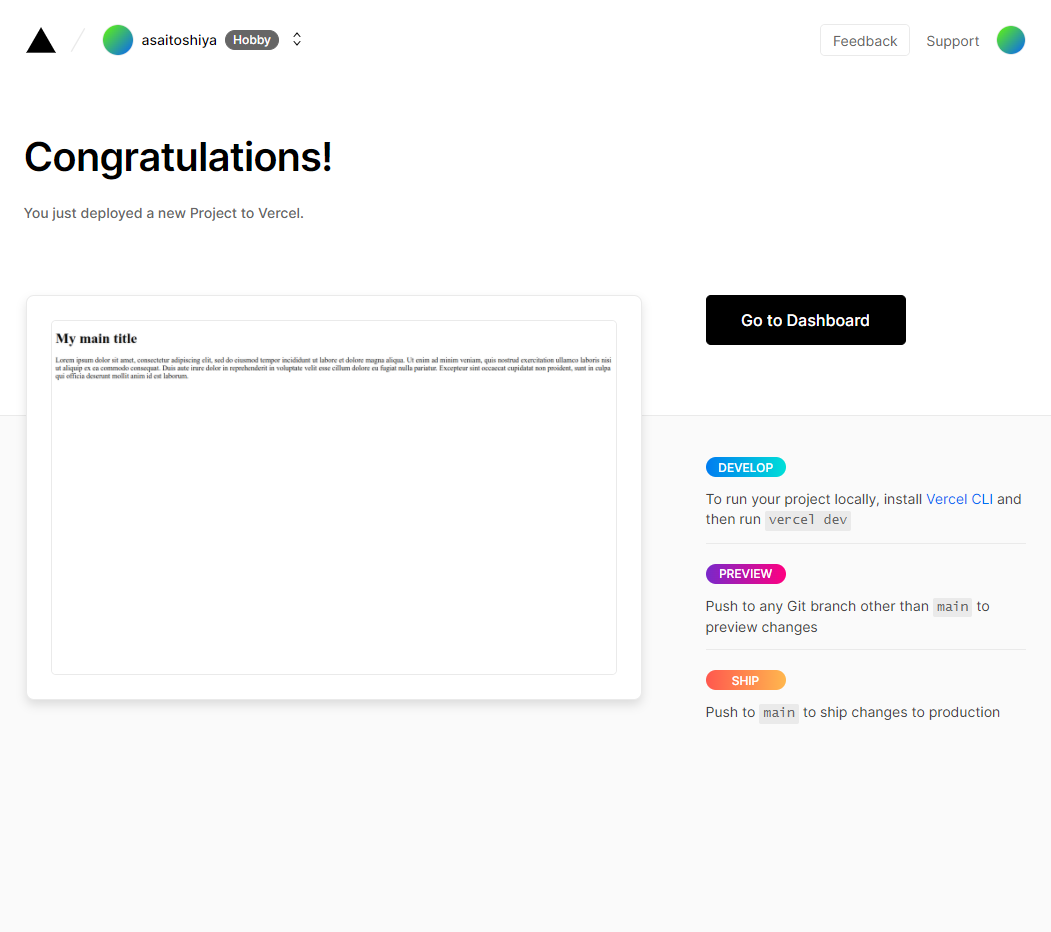 asaitoshiya Hobby
Feedback Support
Congratulations!
You just deployed a new Project to Vercel.
My main title
Lorem ipsum dolor sit amet, consectetur adipiscing elit, sed do eiusmod tempor incididunt ut labore et dolore magna aliqua. Ut enim ad minim veniam, quis nostrud exercitation ullamco laboris nisi
ut aliquip ex ea commodo consequat. Duis aute irure dolor in reprehenderit in voluptate velit esse cillum dolore eu fugiat nulla pariatur. Excepteur sint occaecat cupidatat non proident, sunt in culpa
qui officia deserunt mollit anim id est laborum.
Go to Dashboard
DEVELOP
To run your project locally, install Vercel CLI and
then run vercel dev
PREVIEW
Push to any Git branch other than main to
preview changes
SHIP
Push to main to ship changes to production